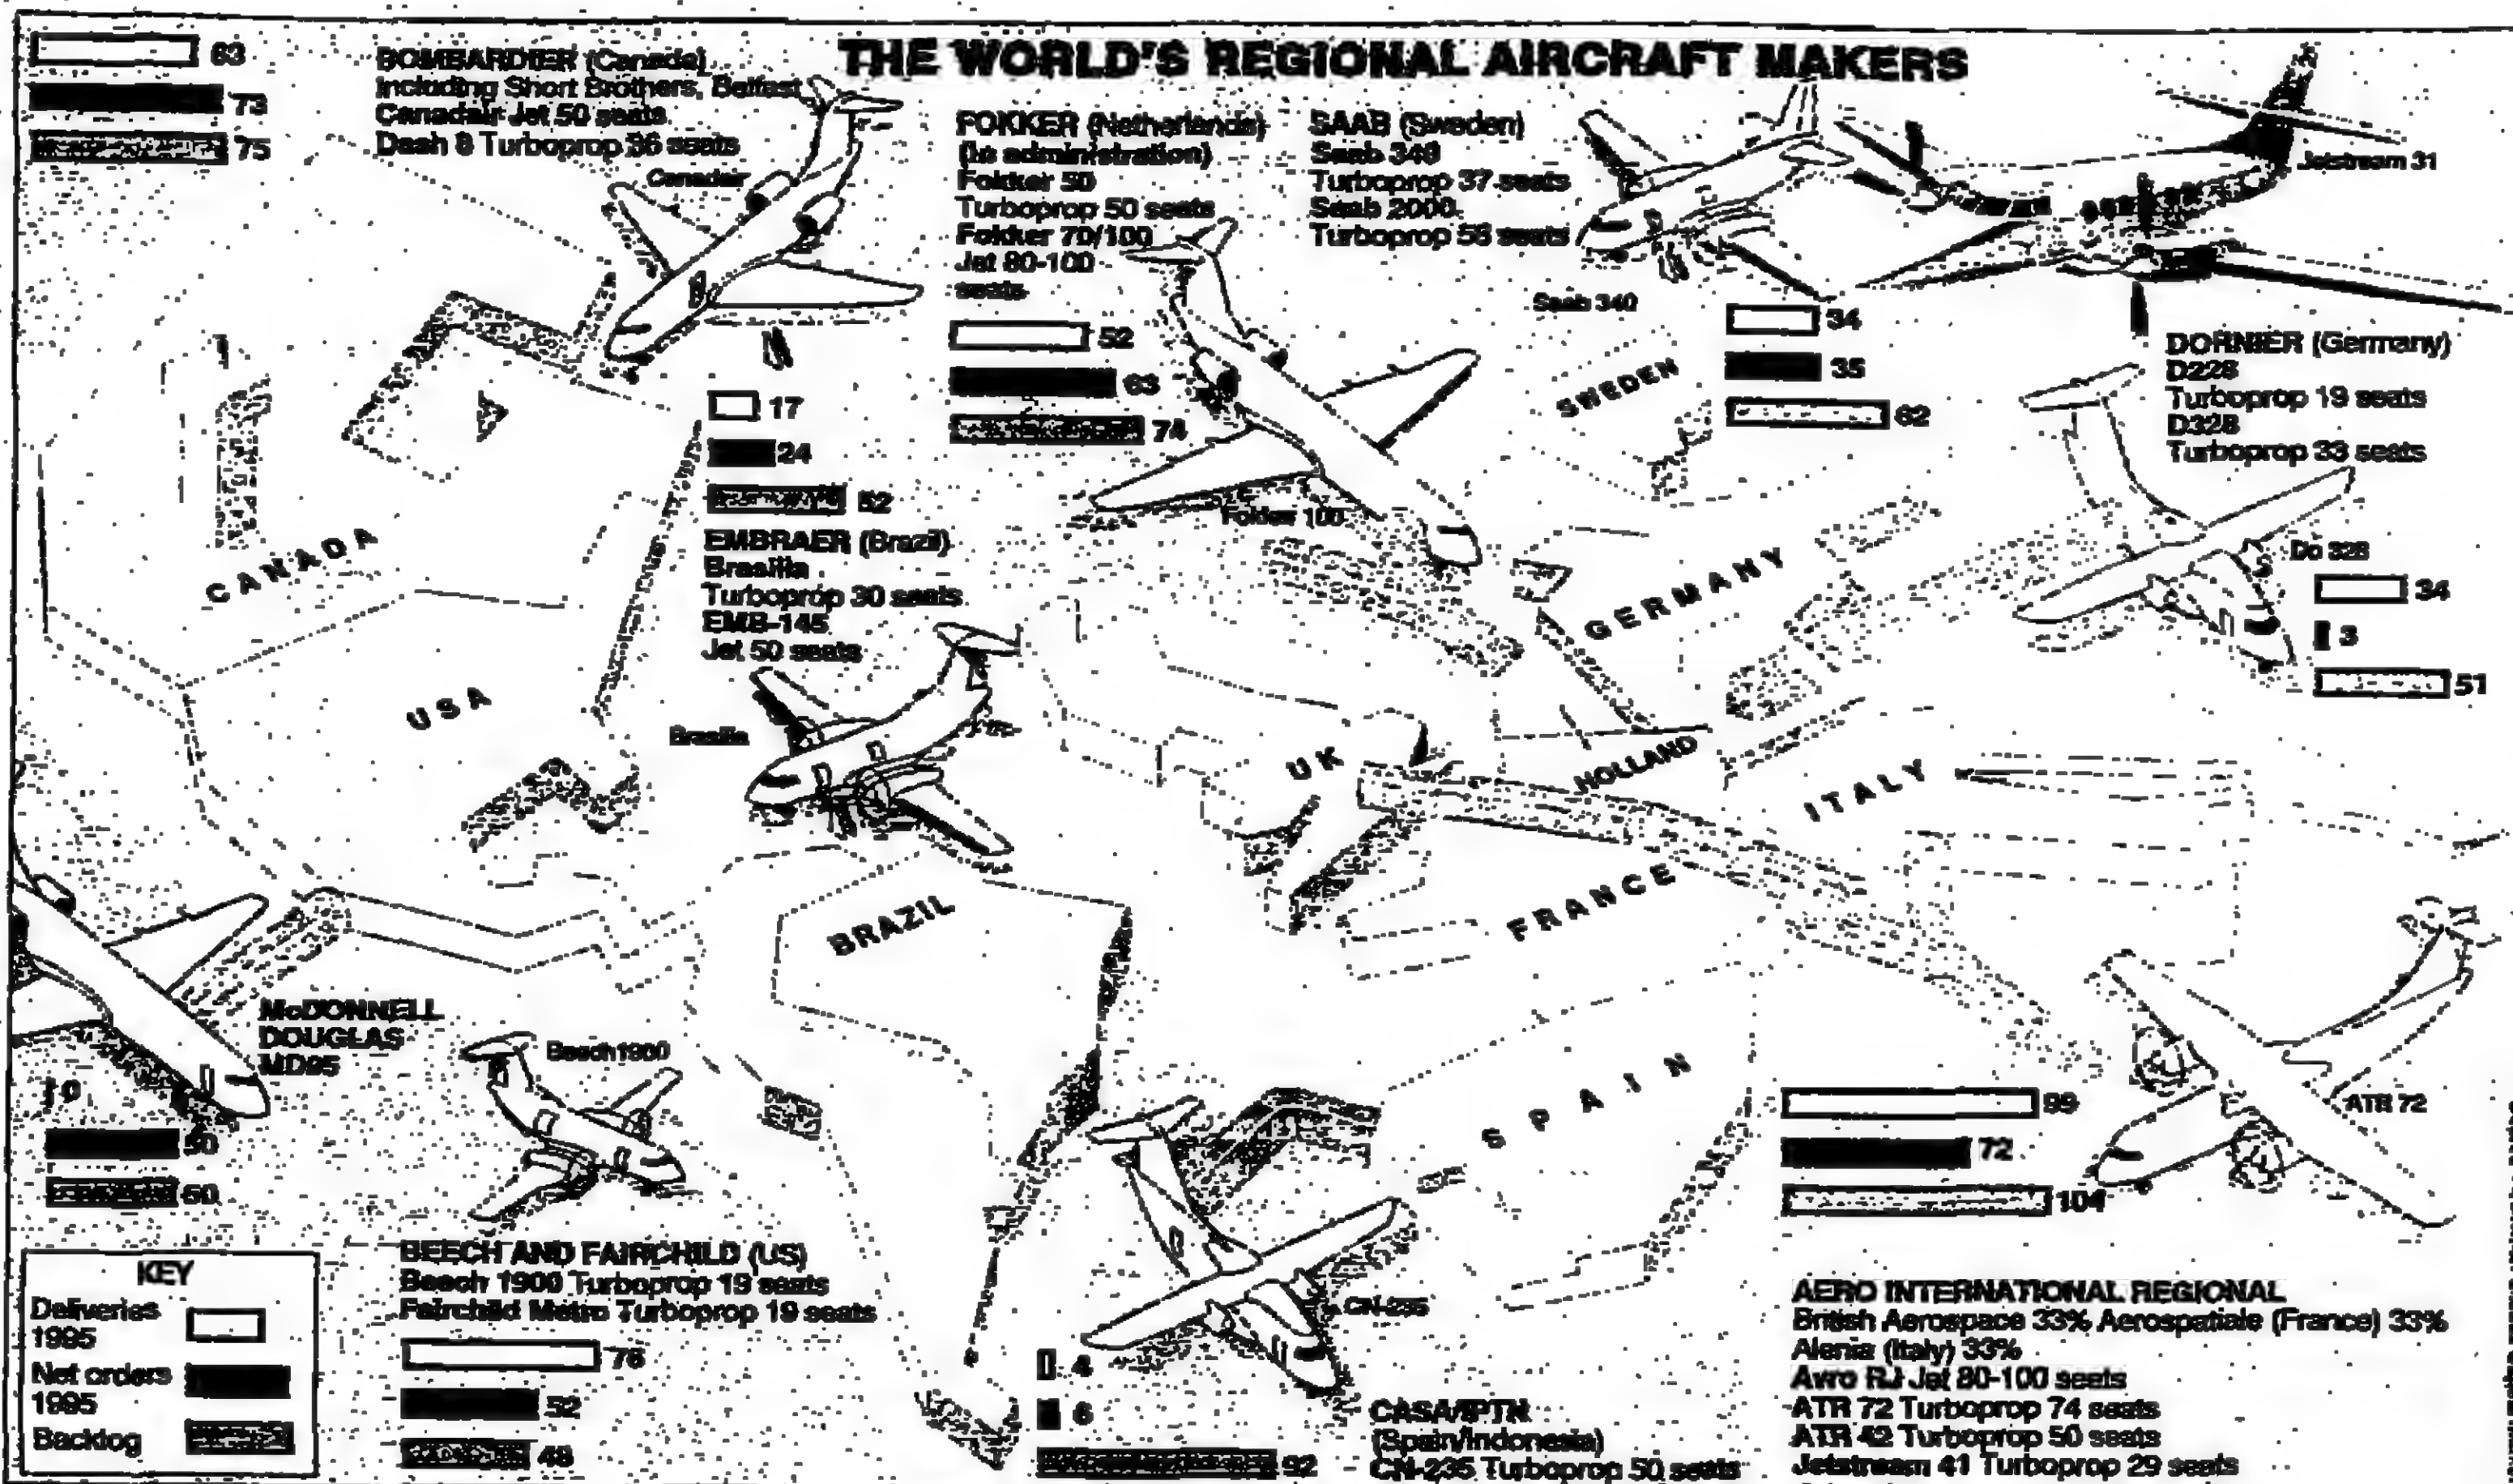 THE WORLD'S REGIONAL AIRCRAFT MAKERS
63
73
75
BOMBARDIER (Canada)
Including Short Brothers, Belfast
Canadair Jet 50 seats
Dash 8 Turboprop 36 seats
Canadair
FOKKER (Netherlands)
(in administration)
Fokker 50
Turboprop 50 seats
Fokker 70/100
Jet 80-100
seats
52
63
74
Fokker 100
SAAB (Sweden)
Saab 340
Turboprop 37 seats
Saab 2000
Turboprop 58 seats
Saab 340
34
35
62
Jetstream 31
DORNIER (Germany)
D228
Turboprop 19 seats
D328
Turboprop 33 seats
Do 328
34
3
51
17
24
52
EMBRAER (Brazil)
Brasilia
Turboprop 30 seats
EMB-145
Jet 50 seats
Brasilia
CANADA
USA
BRAZIL
SWEDEN
GERMANY
UK
HOLLAND
ITALY
FRANCE
SPAIN
McDONNELL
DOUGLAS
MD95
0
50
50
Beech 1900
BEECH AND FAIRCHILD (US)
Beech 1900 Turboprop 19 seats
Fairchild Metro Turboprop 19 seats
76
52
48
KEY
Deliveries
1995
Net orders
1995
Backlog
CN-235
4
6
92
CASA/IPTN
(Spain/Indonesia)
CN-235 Turboprop 50 seats
99
72
104
ATR 72
AERO INTERNATIONAL REGIONAL
British Aerospace 33% Aerospatiale (France) 33%
Alenia (Italy) 33%
Avro RJ Jet 80-100 seats
ATR 72 Turboprop 74 seats
ATR 42 Turboprop 50 seats
Jetstream 41 Turboprop 29 seats